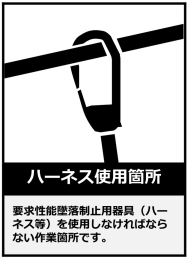 ハーネス使用箇所
要求性能墜落制止用器具（ハー
ネス等）を使用しなければなら
ない作業箇所です。